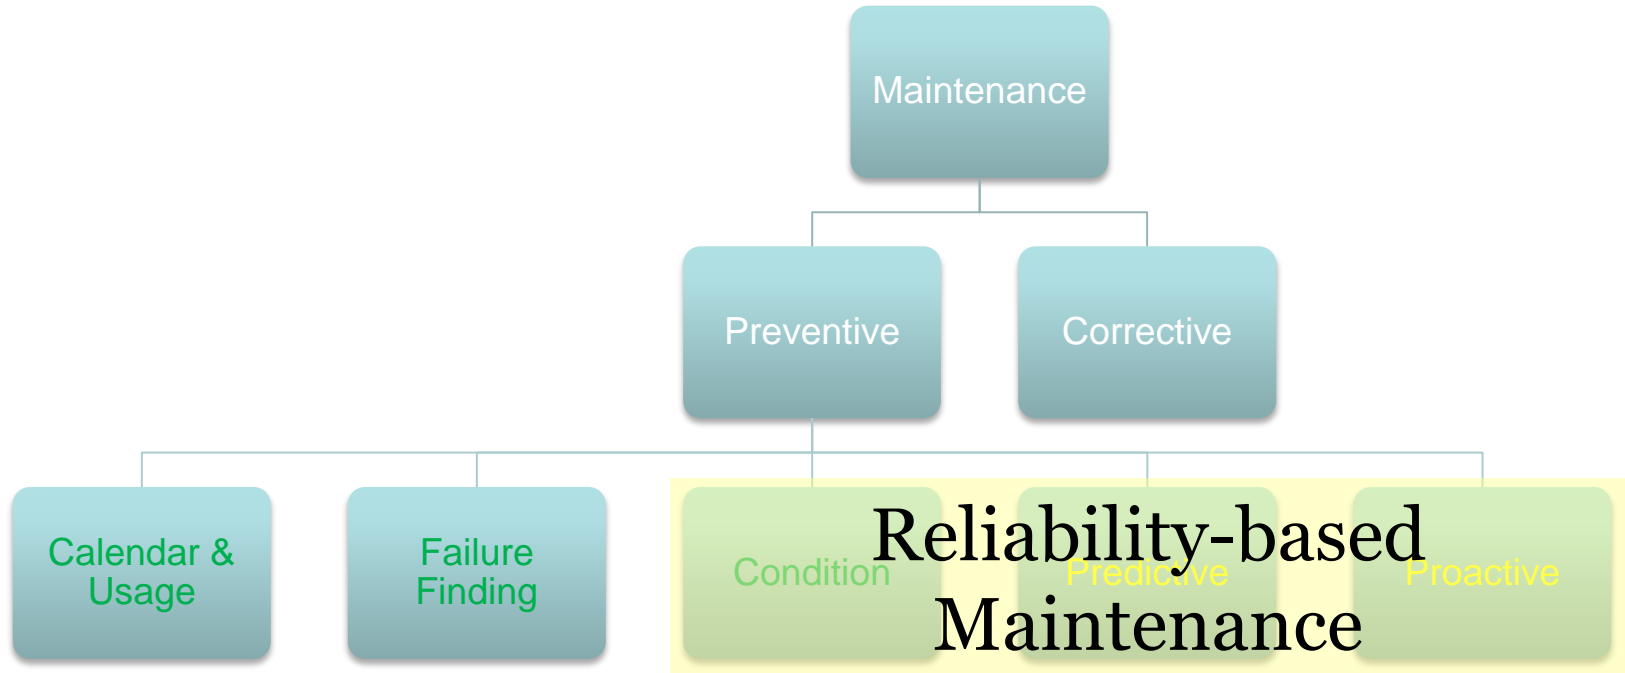 Maintenance
Preventive
Corrective
Calendar &
Usage
Failure
Finding
Condition
Predictive
Proactive
Reliability-based
Maintenance